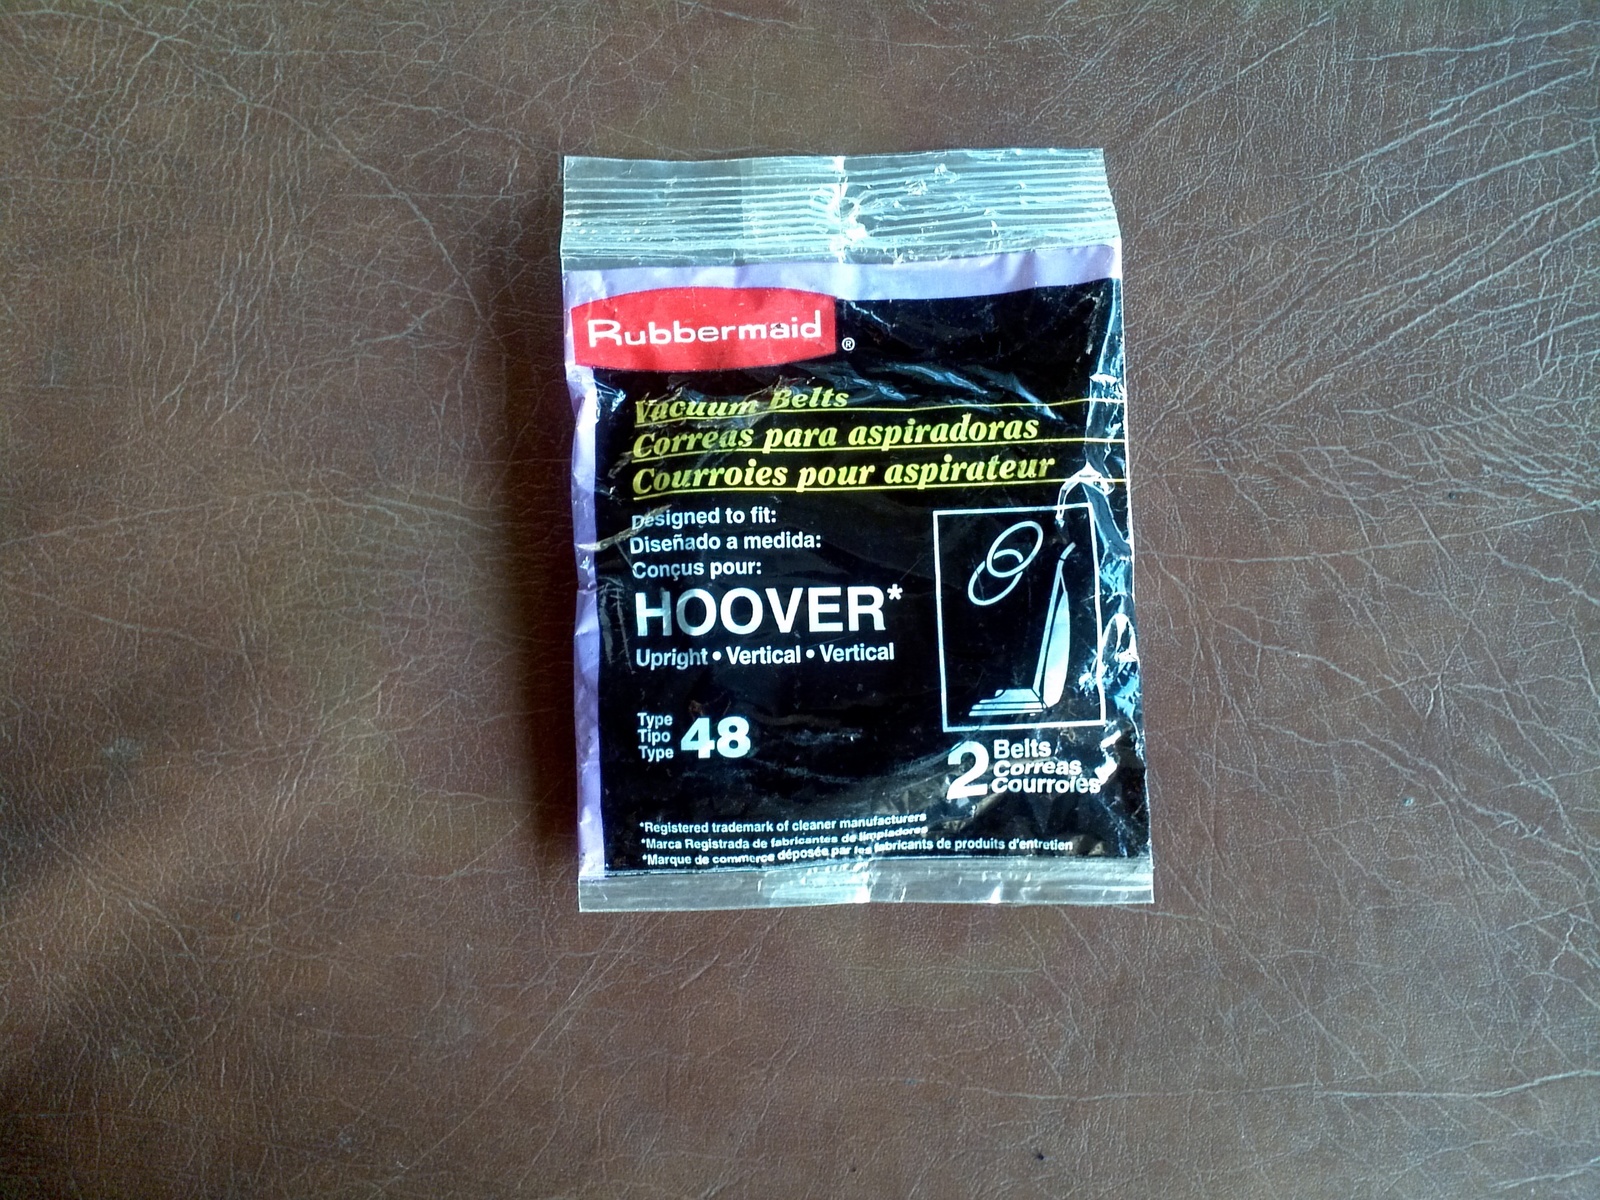 Rubbermaid
®
Vacuum Belts
Correas para aspiradoras
Courroies pour aspirateur
Designed to fit:
Diseñado a medida:
Conçus pour:
HOOVER*
Upright • Vertical • Vertical
Type
Tipo
Type
48
2
Belts
Correas
Courroies
*Registered trademark of cleaner manufacturers
*Marca Registrada de fabricantes de limpiadores
*Marque de commerce déposée par les fabricants de produits d'entretien